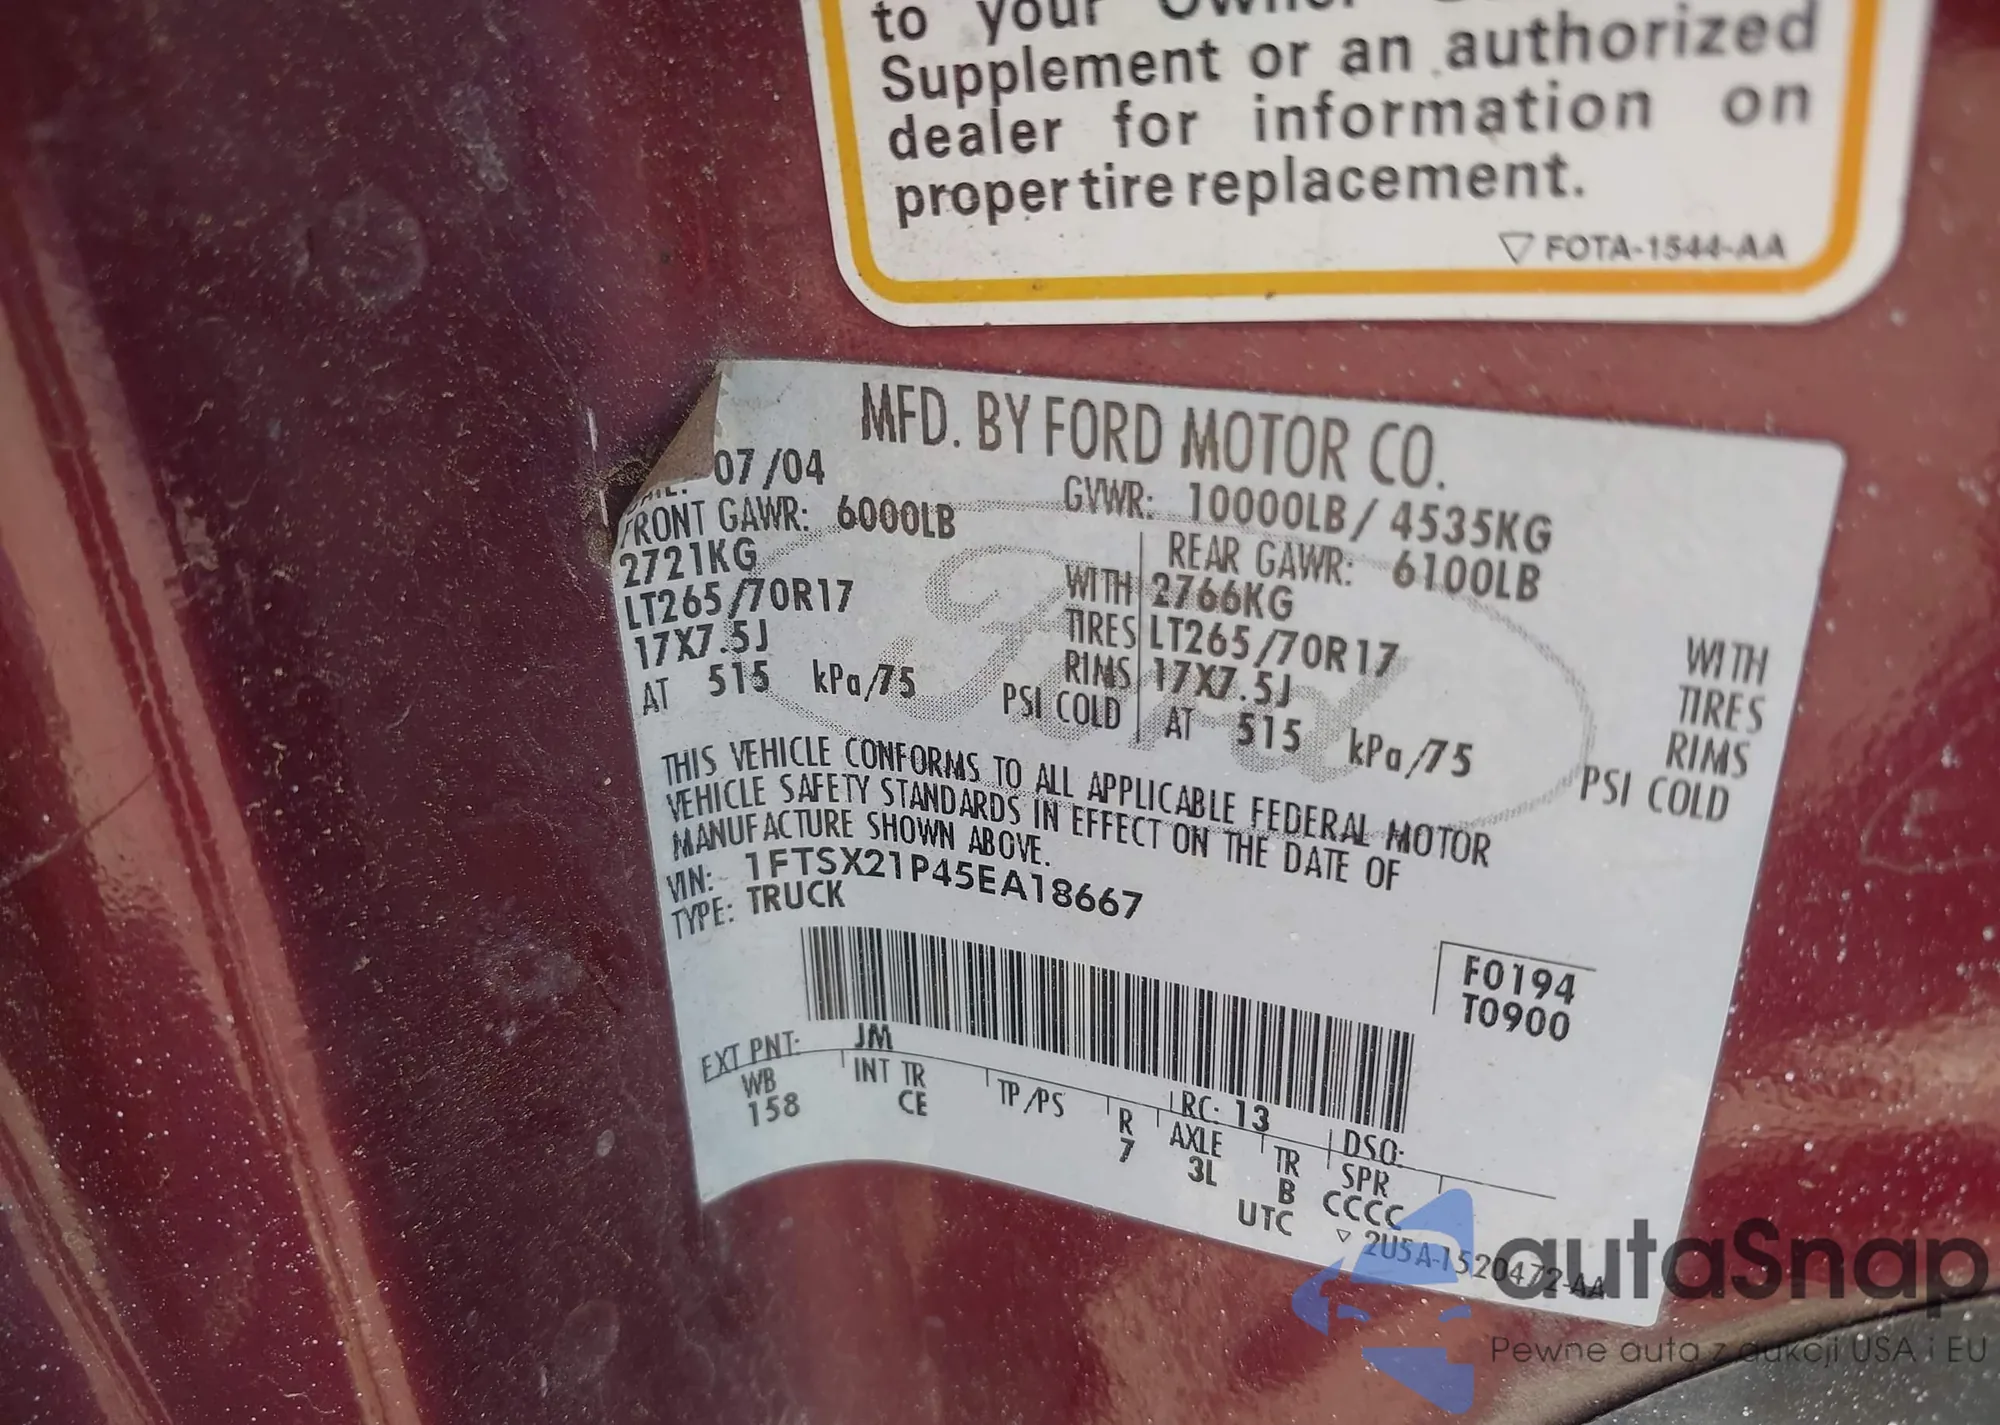 to your Owner
Supplement or an authorized
dealer for information on
proper tire replacement.
▽ FOTA-1544-AA
MFD. BY FORD MOTOR CO.
07/04
GVWR: 10000LB/ 4535KG
FRONT GAWR: 6000LB
REAR GAWR: 6100LB
2721KG WITH
2766KG WITH
LT265/70R17 TIRES
LT265/70R17 TIRES
17X7.5J RIMS
17X7.5J RIMS
AT 515 kPa/75 PSI COLD
AT 515 kPa/75 PSI COLD
THIS VEHICLE CONFORMS TO ALL APPLICABLE FEDERAL MOTOR
VEHICLE SAFETY STANDARDS IN EFFECT ON THE DATE OF
MANUFACTURE SHOWN ABOVE.
VIN: 1FTSX21P45EA18667
TYPE: TRUCK
F0194
T0900
EXT PNT: JM RC: 13 DSO:
WB INT TR TP/PS R AXLE TR SPR
158 CE 7 3L B CCCC
UTC ▽ 2U5A-1520472-AA
autaSnap
Pewne auta z aukcji USA i EU